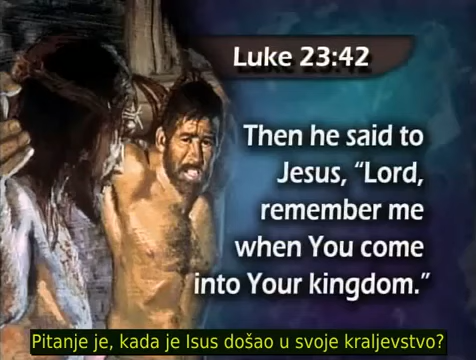 Luke 23:42
Then he said to
Jesus, “Lord,
remember me
when You come
into Your kingdom.”
Pitanje je, kada je Isus došao u svoje kraljevstvo?